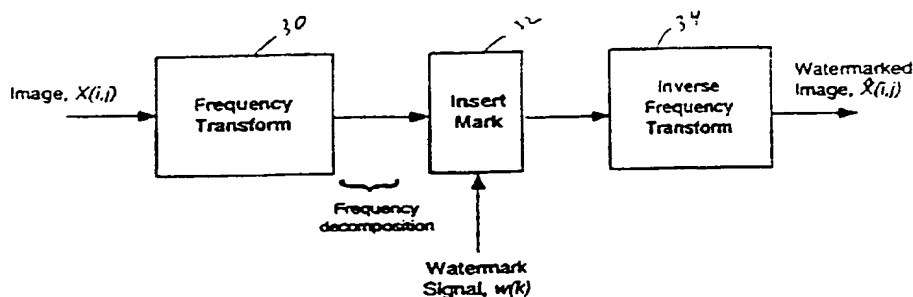 30
32
34
Image, X(i,j)
Frequency
Transform
Insert
Mark
Inverse
Frequency
Transform
Watermarked
Image, X̂(i,j)
Frequency
decomposition
Watermark
Signal, w(k)